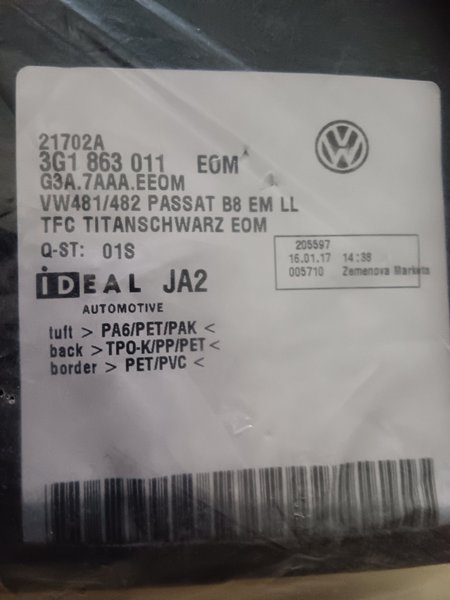 21702A
3G1 863 011 EOM
G3A.7AAA.EEOM
VW481/482 PASSAT B8 EM LL
TFC TITANSCHWARZ EOM
Q-ST: 01S
205597
16.01.17 14:38
005710 Zemenova Marketa
iDEAL JA2
AUTOMOTIVE
tuft > PA6/PET/PAK <
back > TPO-K/PP/PET <
border > PET/PVC <